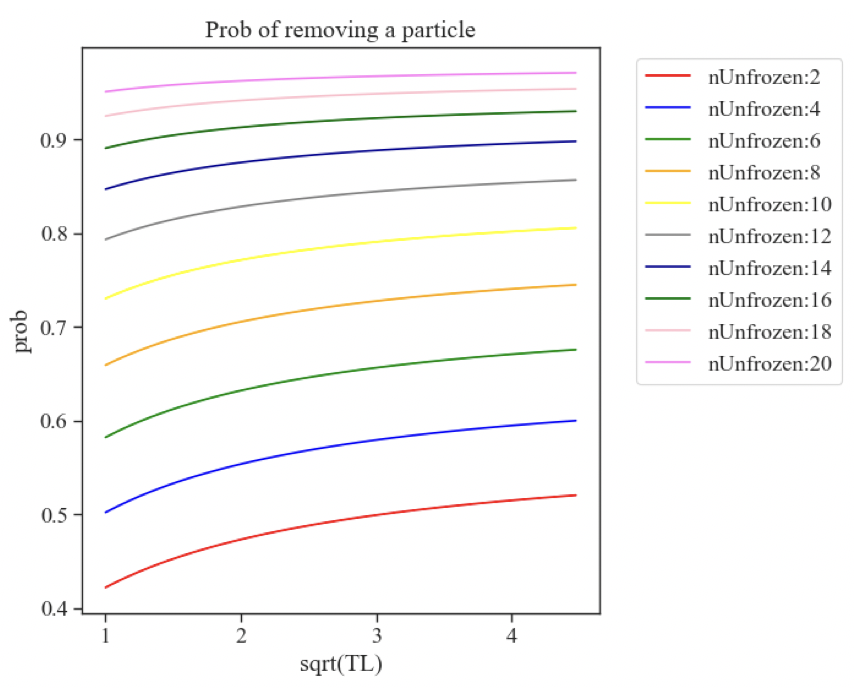 Prob of removing a particle
prob
0.9
0.8
0.7
0.6
0.5
0.4
1 2 3 4
sqrt(TL)
nUnfrozen:2
nUnfrozen:4
nUnfrozen:6
nUnfrozen:8
nUnfrozen:10
nUnfrozen:12
nUnfrozen:14
nUnfrozen:16
nUnfrozen:18
nUnfrozen:20